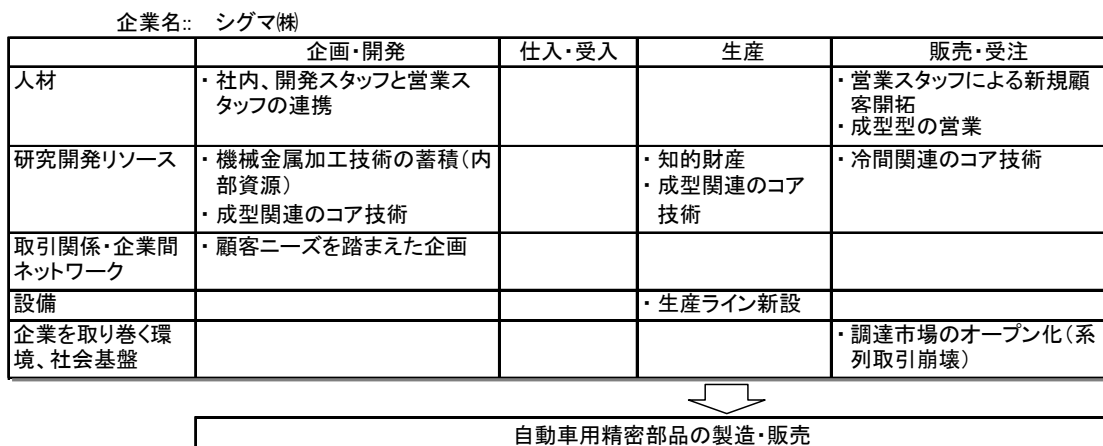 企業名:: シグマ㈱
企画・開発 仕入・受入 生産 販売・受注
人材
・社内、開発スタッフと営業ス
タッフの連携
・営業スタッフによる新規顧
客開拓
・成型型の営業
研究開発リソース
・機械金属加工技術の蓄積(内
部資源)
・成型関連のコア技術
・知的財産
・成型関連のコア
技術
・冷間関連のコア技術
取引関係・企業間
ネットワーク
・顧客ニーズを踏まえた企画
設備
・生産ライン新設
企業を取り巻く環
境、社会基盤
・調達市場のオープン化(系
列取引崩壊)
自動車用精密部品の製造・販売